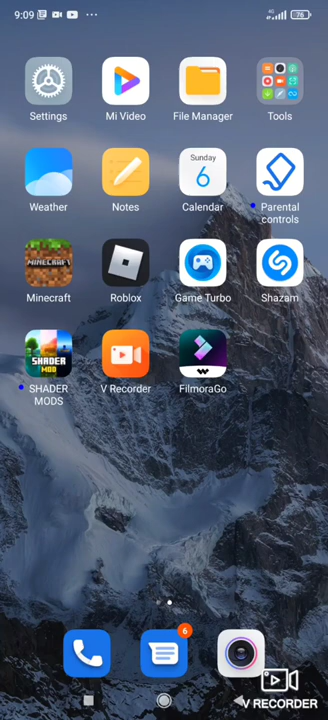 9:09
4G
76
Settings
Mi Video
File Manager
Tools
Sunday
6
Weather
Notes
Calendar
Parental
controls
MINECRAFT
Minecraft
Roblox
Game Turbo
Shazam
SHADER
MOD
SHADER
MODS
V Recorder
FilmoraGo
6
V RECORDER